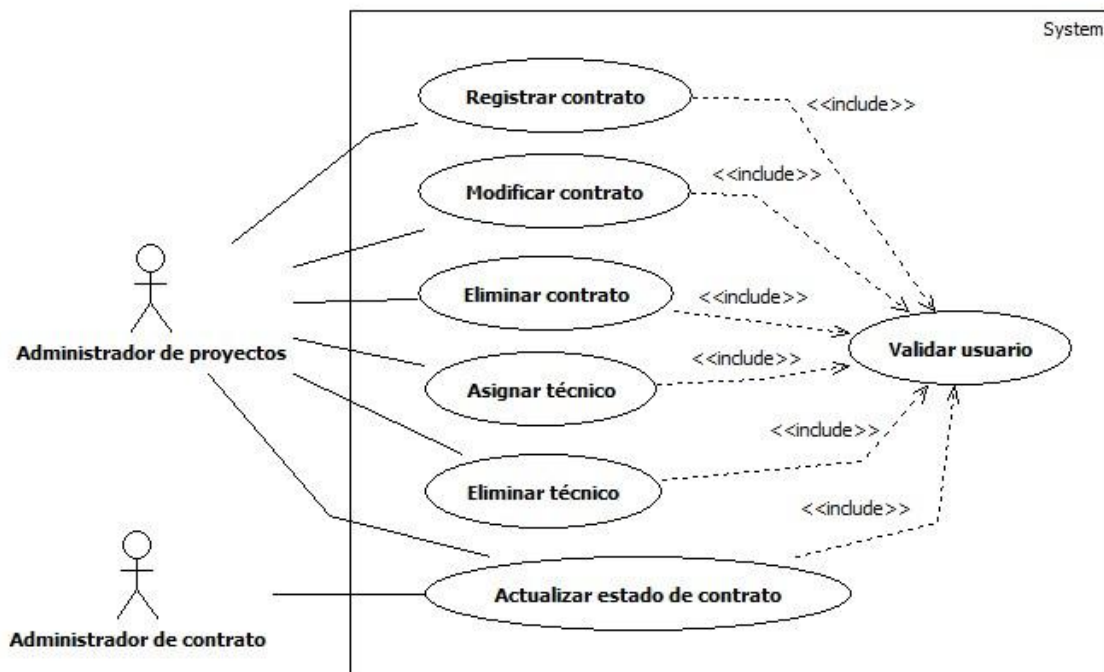 System
Registrar contrato
<<include>>
Modificar contrato
<<include>>
Eliminar contrato
<<include>>
Validar usuario
Administrador de proyectos
Asignar técnico
<<include>>
Eliminar técnico
<<include>>
Actualizar estado de contrato
<<include>>
Administrador de contrato